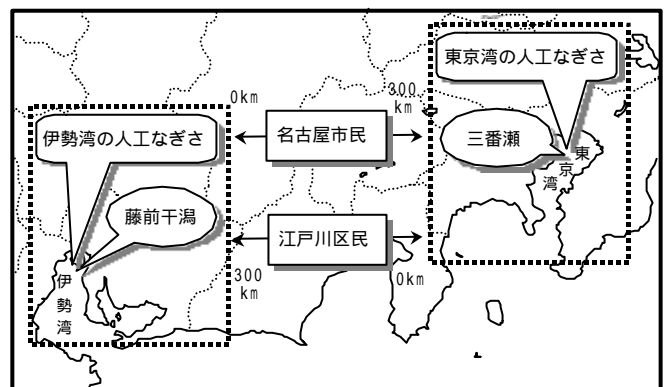 東京湾の人工なぎさ
0km
300
km
伊勢湾の人工なぎさ
名古屋市民
三番瀬
東
京
湾
藤前干潟
江戸川区民
300
km
0km
伊
勢
湾